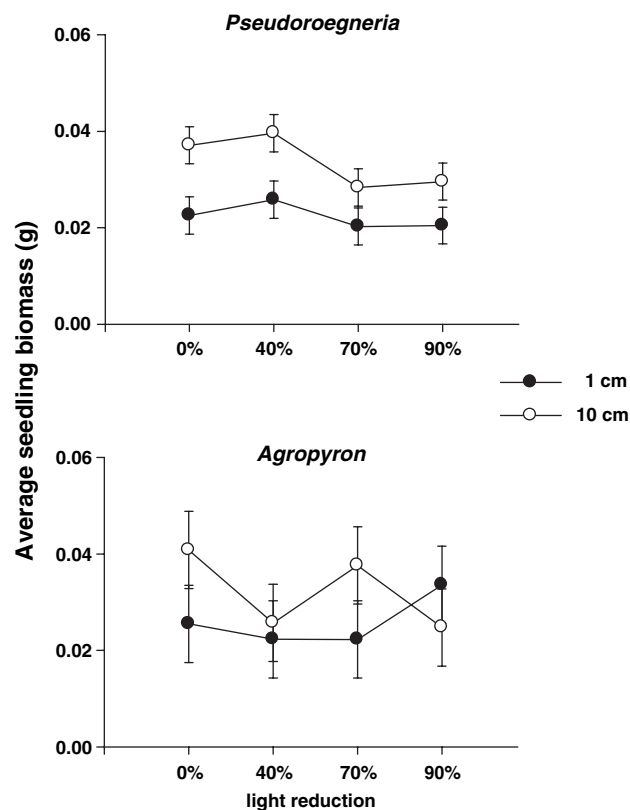 Pseudoroegneria
0.06
0.04
0.02
0.00
0% 40% 70% 90%
Average seedling biomass (g)
1 cm
10 cm
Agropyron
0.06
0.04
0.02
0.00
0% 40% 70% 90%
light reduction